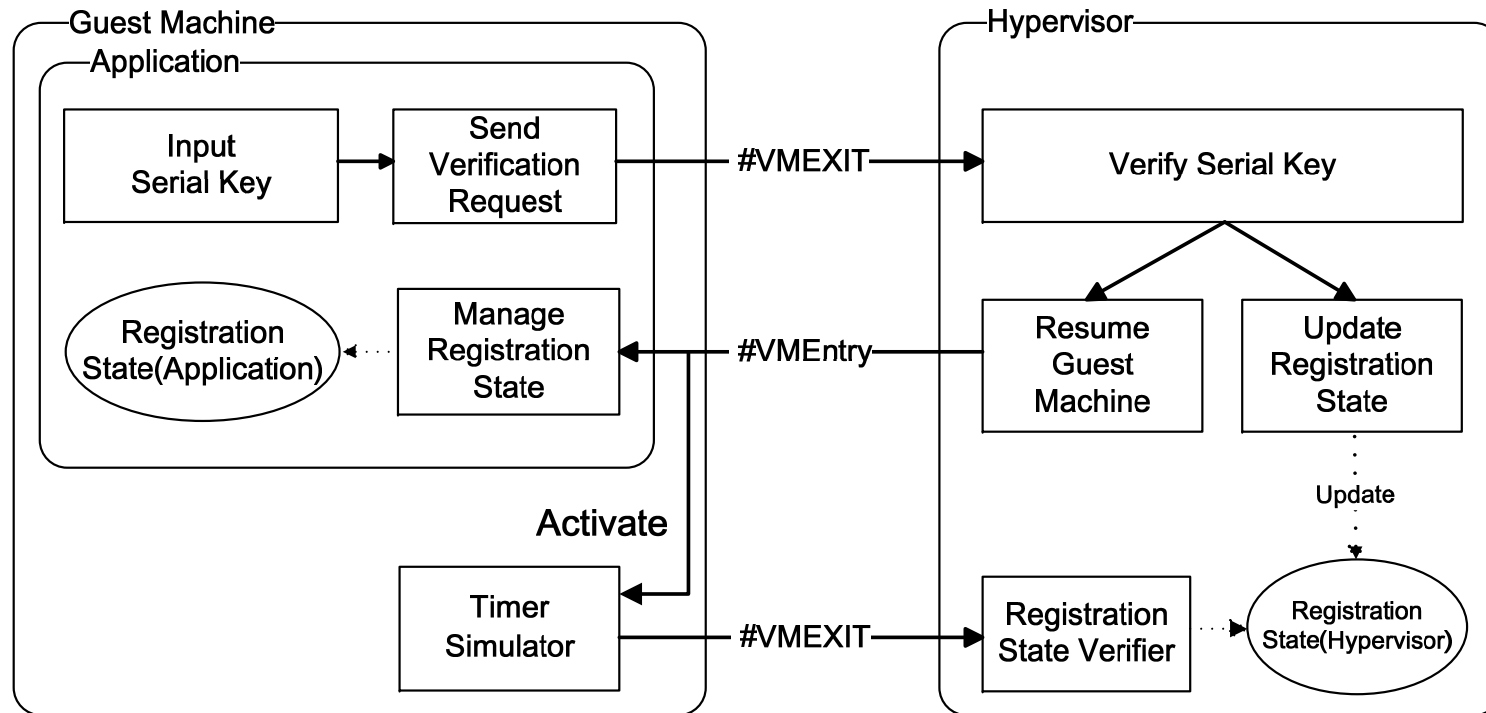 Guest Machine
Hypervisor
Application
Input
Serial Key
Send
Verification
Request
#VMEXIT
Verify Serial Key
Registration
State(Application)
Manage
Registration
State
#VMEntry
Resume
Guest
Machine
Update
Registration
State
Update
Activate
Timer
Simulator
#VMEXIT
Registration
State Verifier
Registration
State(Hypervisor)